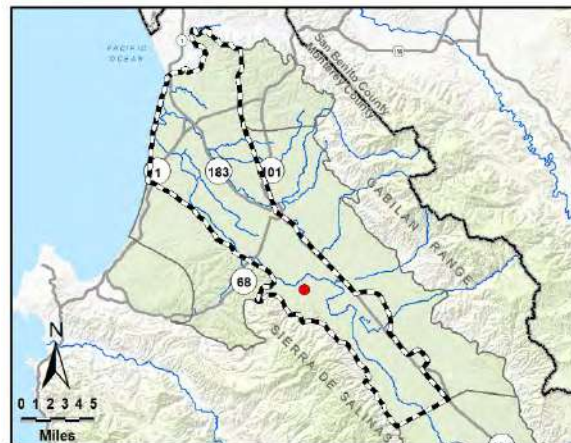 1
PACIFIC
OCEAN
San Benito County
Monterey County
1
183
101
GABILAN RANGE
68
SIERRA DE SALINAS
N
0 1 2 3 4 5
Miles